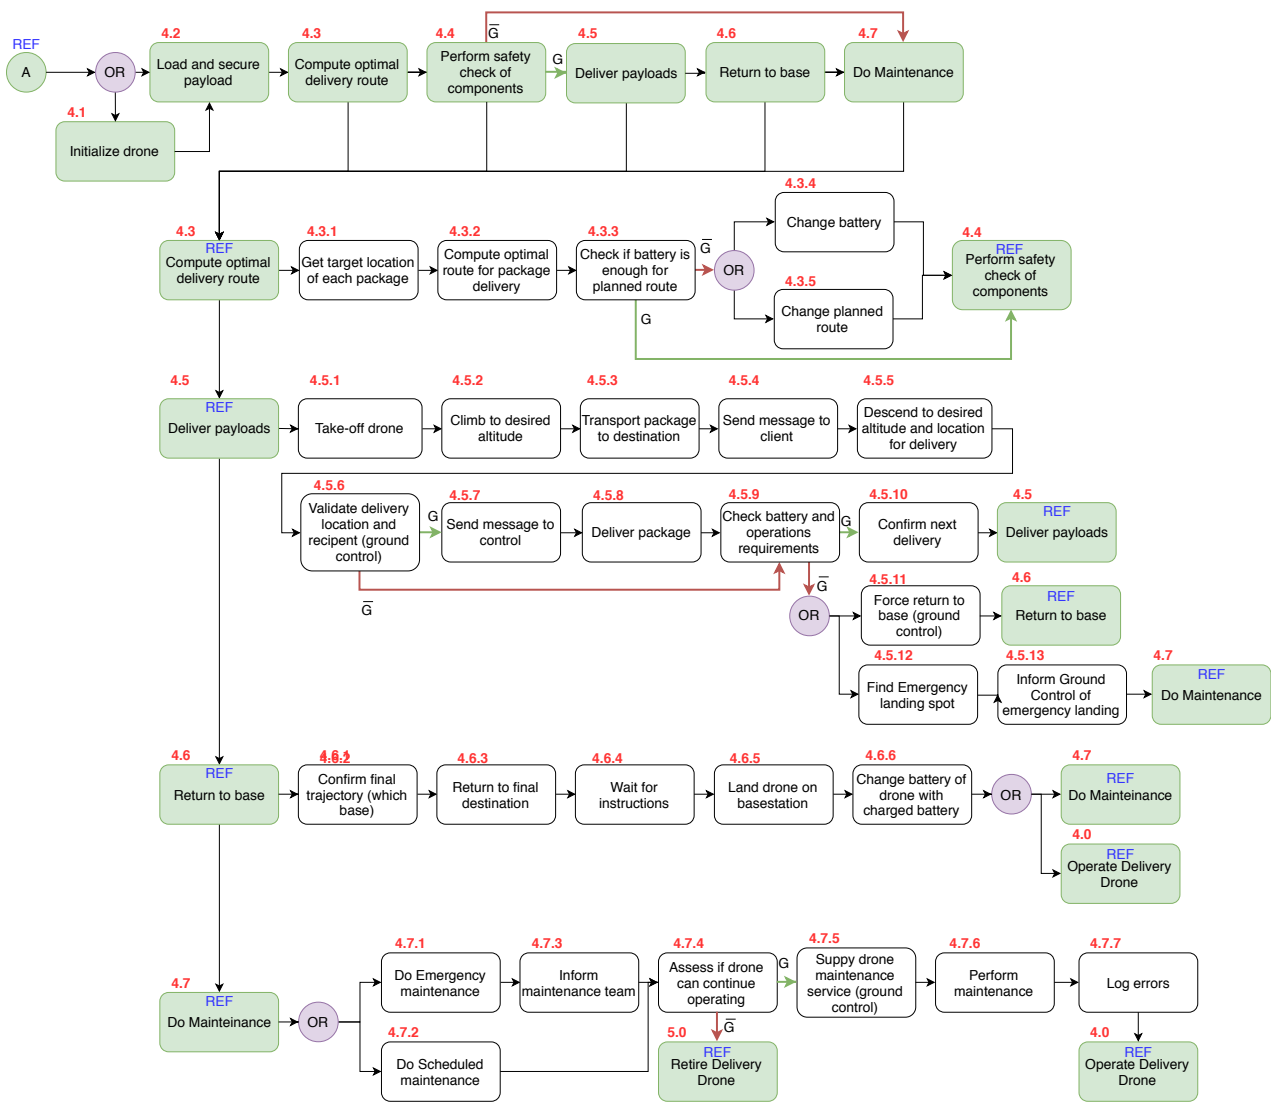 REF
A
OR
4.2
Load and secure
payload
4.3
Compute optimal
delivery route
4.4
G̅
Perform safety
check of
components
G
4.5
Deliver payloads
4.6
Return to base
4.7
Do Maintenance
4.1
Initialize drone
4.3
REF
Compute optimal
delivery route
4.3.1
Get target location
of each package
4.3.2
Compute optimal
route for package
delivery
4.3.3
Check if battery is
enough for
planned route
G̅
G
OR
4.3.4
Change battery
4.3.5
Change planned
route
4.4
REF
Perform safety
check of
components
4.5
REF
Deliver payloads
4.5.1
Take-off drone
4.5.2
Climb to desired
altitude
4.5.3
Transport package
to destination
4.5.4
Send message to
client
4.5.5
Descend to desired
altitude and location
for delivery
4.5.6
Validate delivery
location and
recipent (ground
control)
G
G̅
4.5.7
Send message to
control
4.5.8
Deliver package
4.5.9
Check battery and
operations
requirements
G
G̅
4.5.10
Confirm next
delivery
4.5
REF
Deliver payloads
OR
4.5.11
Force return to
base (ground
control)
4.6
REF
Return to base
4.5.12
Find Emergency
landing spot
4.5.13
Inform Ground
Control of
emergency landing
4.7
REF
Do Maintenance
4.6
REF
Return to base
4.6.1
4.6.2
Confirm final
trajectory (which
base)
4.6.3
Return to final
destination
4.6.4
Wait for
instructions
4.6.5
Land drone on
basestation
4.6.6
Change battery of
drone with
charged battery
OR
4.7
REF
Do Mainteinance
4.0
REF
Operate Delivery
Drone
4.7
REF
Do Mainteinance
OR
4.7.1
Do Emergency
maintenance
4.7.2
Do Scheduled
maintenance
4.7.3
Inform
maintenance team
4.7.4
Assess if drone
can continue
operating
G
G̅
5.0
REF
Retire Delivery
Drone
4.7.5
Suppy drone
maintenance
service (ground
control)
4.7.6
Perform
maintenance
4.7.7
Log errors
4.0
REF
Operate Delivery
Drone